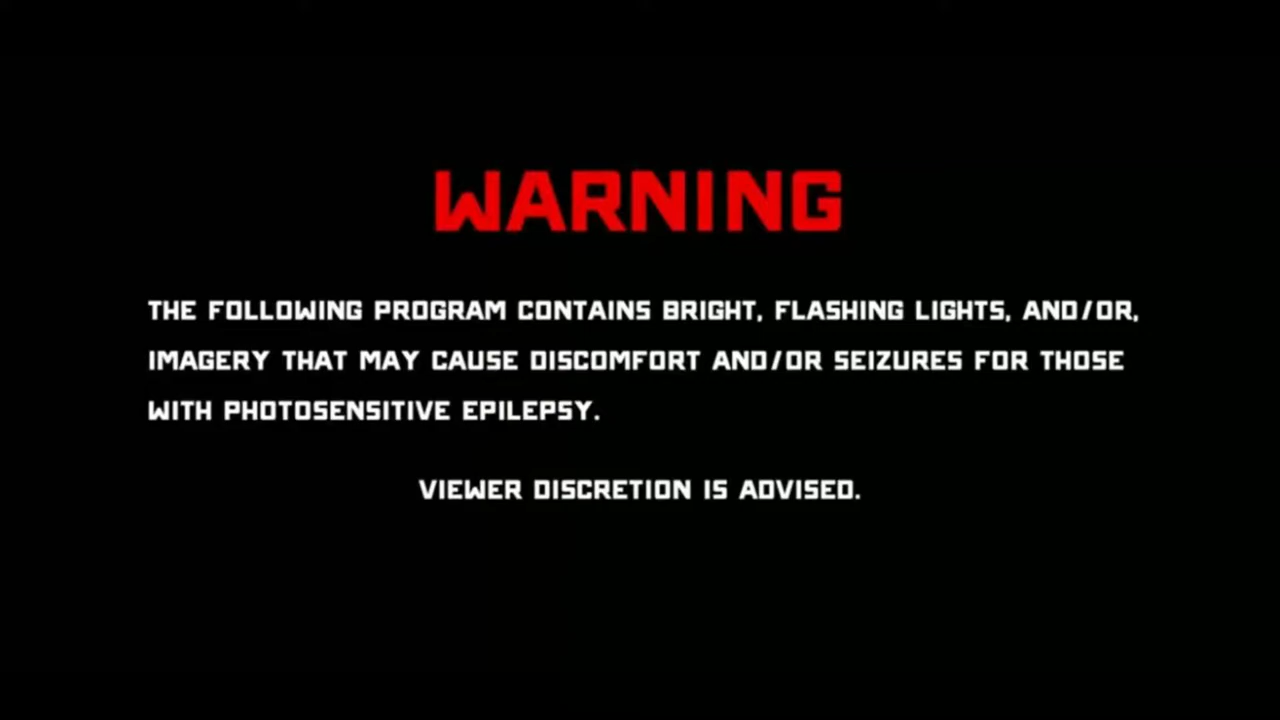 WARNING
THE FOLLOWING PROGRAM CONTAINS BRIGHT, FLASHING LIGHTS, AND/OR,
IMAGERY THAT MAY CAUSE DISCOMFORT AND/OR SEIZURES FOR THOSE
WITH PHOTOSENSITIVE EPILEPSY.
VIEWER DISCRETION IS ADVISED.